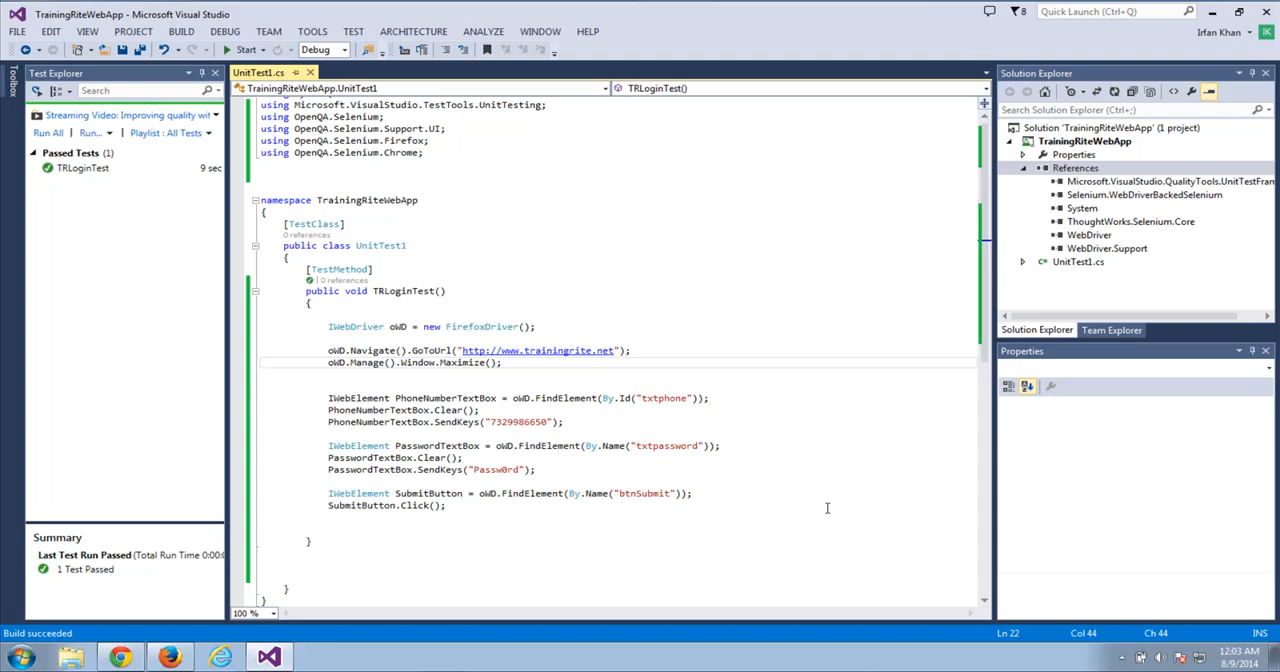 TrainingRiteWebApp - Microsoft Visual Studio
8
Quick Launch (Ctrl+Q)
FILE EDIT VIEW PROJECT BUILD DEBUG TEAM TOOLS TEST ARCHITECTURE ANALYZE WINDOW HELP
Irfan Khan
IK
Start
Debug
Toolbox
Test Explorer
Search
Streaming Video: Improving quality wit
Run All | Run... | Playlist : All Tests
Passed Tests (1)
TRLoginTest 9 sec
Summary
Last Test Run Passed (Total Run Time 0:00:
1 Test Passed
UnitTest1.cs
TrainingRiteWebApp.UnitTest1
TRLoginTest()
using Microsoft.VisualStudio.TestTools.UnitTesting;
using OpenQA.Selenium;
using OpenQA.Selenium.Support.UI;
using OpenQA.Selenium.Firefox;
using OpenQA.Selenium.Chrome;
namespace TrainingRiteWebApp
{
[TestClass]
0 references
public class UnitTest1
{
[TestMethod]
| 0 references
public void TRLoginTest()
{
IWebDriver oWD = new FirefoxDriver();
oWD.Navigate().GoToUrl("http://www.trainingrite.net");
oWD.Manage().Window.Maximize();
IWebElement PhoneNumberTextBox = oWD.FindElement(By.Id("txtphone"));
PhoneNumberTextBox.Clear();
PhoneNumberTextBox.SendKeys("7329986650");
IWebElement PasswordTextBox = oWD.FindElement(By.Name("txtpassword"));
PasswordTextBox.Clear();
PasswordTextBox.SendKeys("Passw0rd");
IWebElement SubmitButton = oWD.FindElement(By.Name("btnSubmit"));
SubmitButton.Click();
}
}
}
100 %
Solution Explorer
Search Solution Explorer (Ctrl+;)
Solution 'TrainingRiteWebApp' (1 project)
TrainingRiteWebApp
Properties
References
Microsoft.VisualStudio.QualityTools.UnitTestFran
Selenium.WebDriverBackedSelenium
System
ThoughtWorks.Selenium.Core
WebDriver
WebDriver.Support
UnitTest1.cs
Solution Explorer Team Explorer
Properties
Build succeeded
Ln 22 Col 44 Ch 44 INS
12:03 AM
8/9/2014